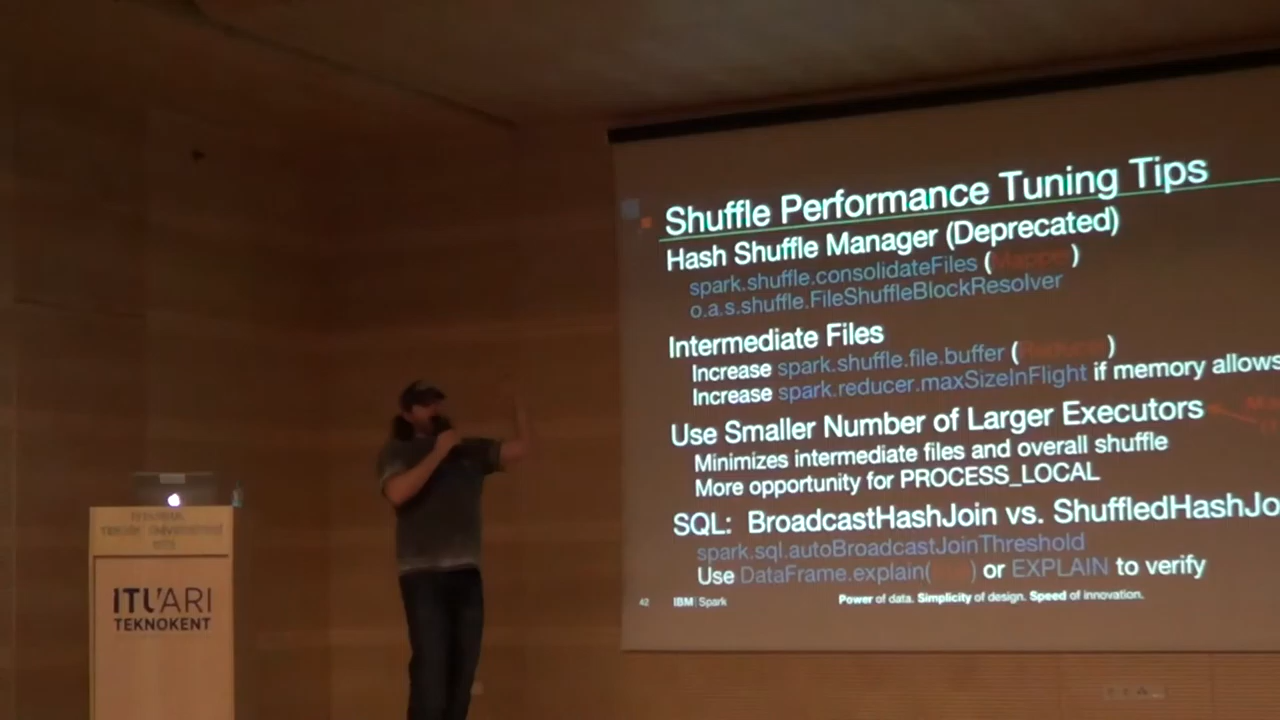 Shuffle Performance Tuning Tips
Hash Shuffle Manager (Deprecated)
spark.shuffle.consolidateFiles (Mapper)
o.a.s.shuffle.FileShuffleBlockResolver
Intermediate Files
Increase spark.shuffle.file.buffer (Reducer)
Increase spark.reducer.maxSizeInFlight if memory allows
Use Smaller Number of Larger Executors
Minimizes intermediate files and overall shuffle
More opportunity for PROCESS_LOCAL
SQL: BroadcastHashJoin vs. ShuffledHashJo
spark.sql.autoBroadcastJoinThreshold
Use DataFrame.explain( ) or EXPLAIN to verify
42
IBM | Spark
Power of data. Simplicity of design. Speed of innovation.
İTÜ ARI
TEKNOKENT